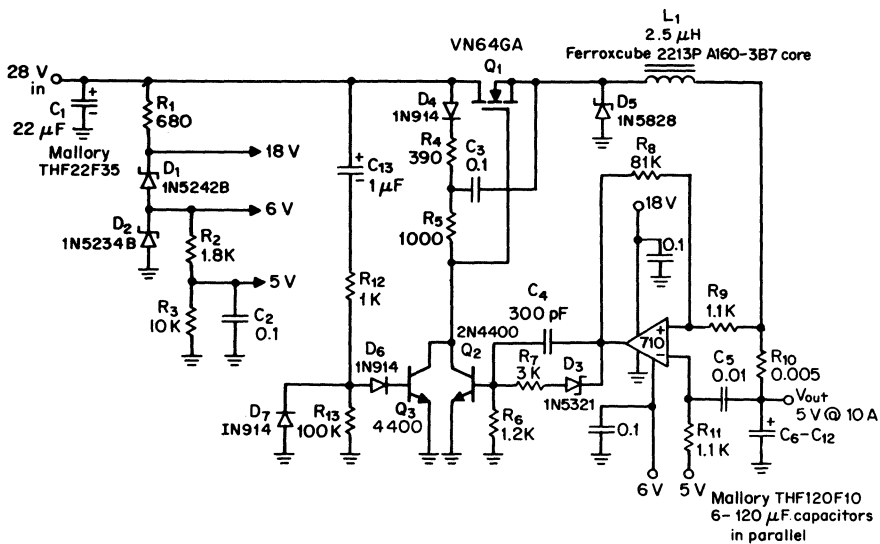 L1
2.5 μH
Ferroxcube 2213P A160-3B7 core
VN64GA
Q1
28 V
in
C1
+
-
22 μF
Mallory
THF22F35
R1
680
18 V
D1
1N5242B
6 V
D2
1N5234B
R2
1.8K
5 V
R3
10K
C2
0.1
+
-
C13
1 μF
R12
1K
D4
1N914
R4
390
C3
0.1
R5
1000
D5
1N5828
R8
81K
18 V
0.1
C4
300 pF
R9
1.1K
710
+
-
2N4400
Q2
D6
1N914
R7
3K
D3
1N5321
C5
0.01
R10
0.005
Vout
5 V @ 10 A
D7
IN914
R13
100K
Q3
4400
R6
1.2K
0.1
R11
1.1K
+
-
C6-C12
6 V
5 V
Mallory THF120F10
6-120 μF capacitors
in parallel